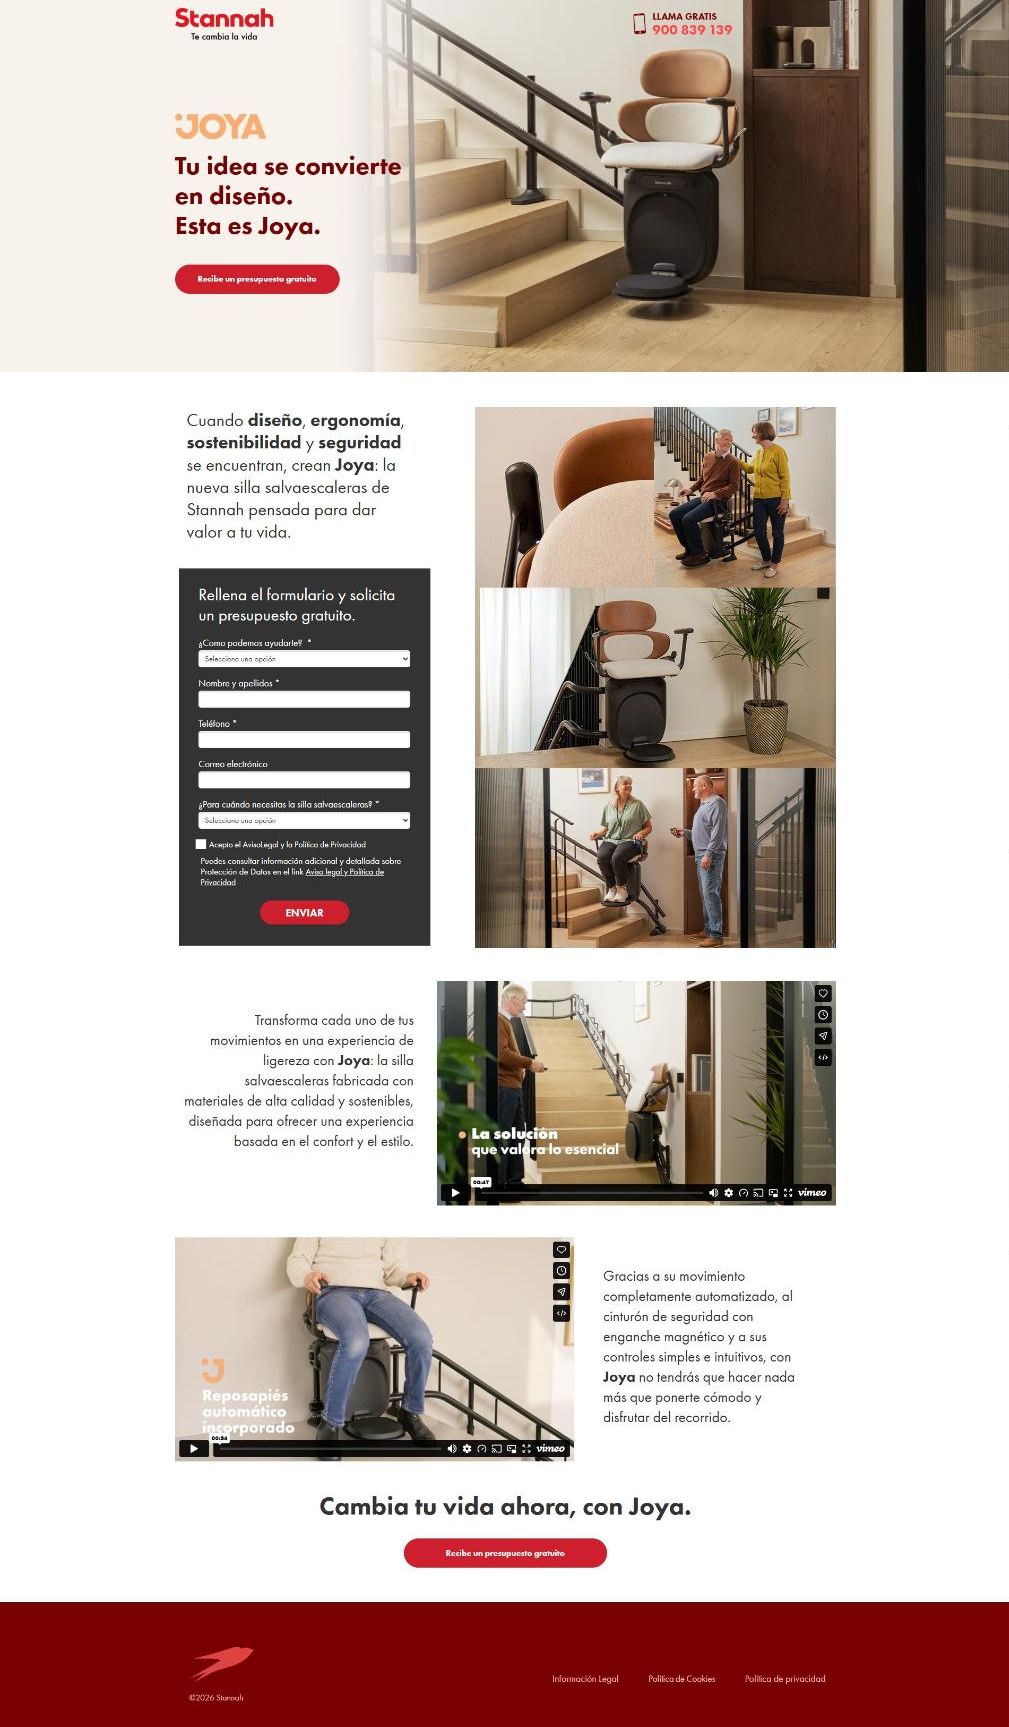 Stannah
Te cambia la vida
LLAMA GRATIS
900 839 139
JOYA
Tu idea se convierte
en diseño.
Esta es Joya.
Recibe un presupuesto gratuito
Stannah
Cuando diseño, ergonomía,
sostenibilidad y seguridad
se encuentran, crean Joya: la
nueva silla salvaescaleras de
Stannah pensada para dar
valor a tu vida.
Rellena el formulario y solicita
un presupuesto gratuito.
¿Como podemos ayudarte? *
Selecciona una opción
Nombre y apellidos *
Teléfono *
Correo electrónico
¿Para cuándo necesitas la silla salvaescaleras? *
Selecciona una opción
Acepto el AvisoLegal y la Politica de Privacidad
Puedes consultar información adicional y detallada sobre
Protección de Datos en el link Aviso legal y Política de
Privacidad
ENVIAR
Transforma cada uno de tus
movimientos en una experiencia de
ligereza con Joya: la silla
salvaescaleras fabricada con
materiales de alta calidad y sostenibles,
diseñada para ofrecer una experiencia
basada en el confort y el estilo.
La solución
que valora lo esencial
00:47
vimeo
J
Reposapiés
automático
incorporado
00:54
vimeo
Gracias a su movimiento
completamente automatizado, al
cinturón de seguridad con
enganche magnético y a sus
controles simples e intuitivos, con
Joya no tendrás que hacer nada
más que ponerte cómodo y
disfrutar del recorrido.
Cambia tu vida ahora, con Joya.
Recibe un presupuesto gratuito
©2026 Stannah
Información Legal
Política de Cookies
Política de privacidad